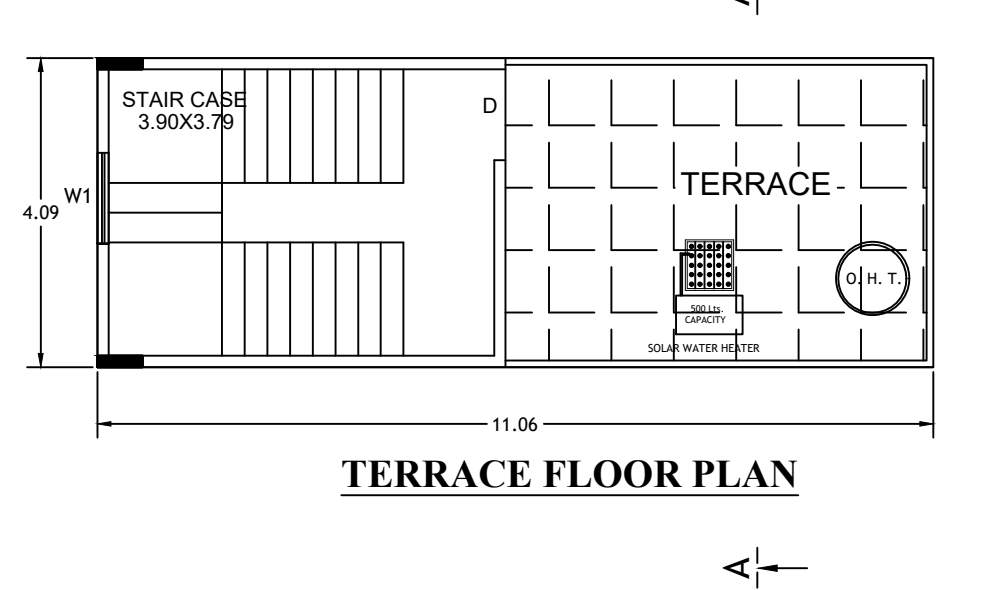 STAIR CASE
3.90X3.79
D
W1
4.09
TERRACE
O. H. T.
500 Lts.
CAPACITY
SOLAR WATER HEATER
11.06
TERRACE FLOOR PLAN
A